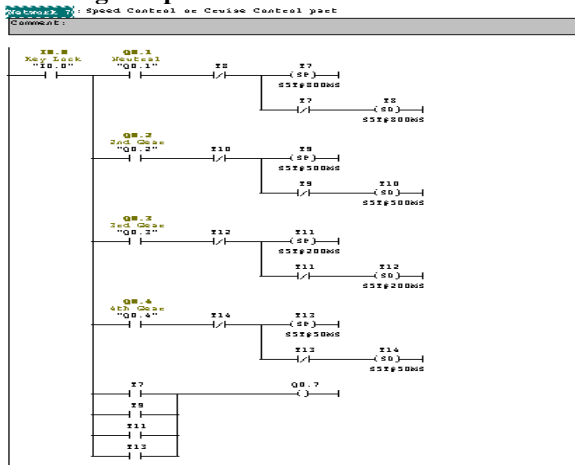 Network 7: Speed Control or Cruise Control part
Comment:
I0.0
Key Lock
"I0.0"
Q0.1
Neutral
"Q0.1"
T8
T7
SP
S5T#800MS
T7
T8
SD
S5T#800MS
Q0.2
2nd Gear
"Q0.2"
T10
T9
SP
S5T#500MS
T9
T10
SD
S5T#500MS
Q0.3
3rd Gear
"Q0.3"
T12
T11
SP
S5T#200MS
T11
T12
SD
S5T#200MS
Q0.4
4th Gear
"Q0.4"
T14
T13
SP
S5T#50MS
T13
T14
SD
S5T#50MS
T7
Q0.7
T9
T11
T13